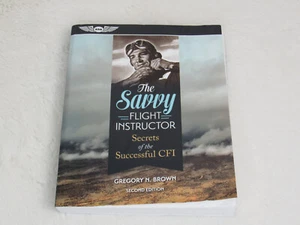 The
Savvy
FLIGHT
INSTRUCTOR
Secrets
of the
Successful CFI
GREGORY N. BROWN
SECOND EDITION